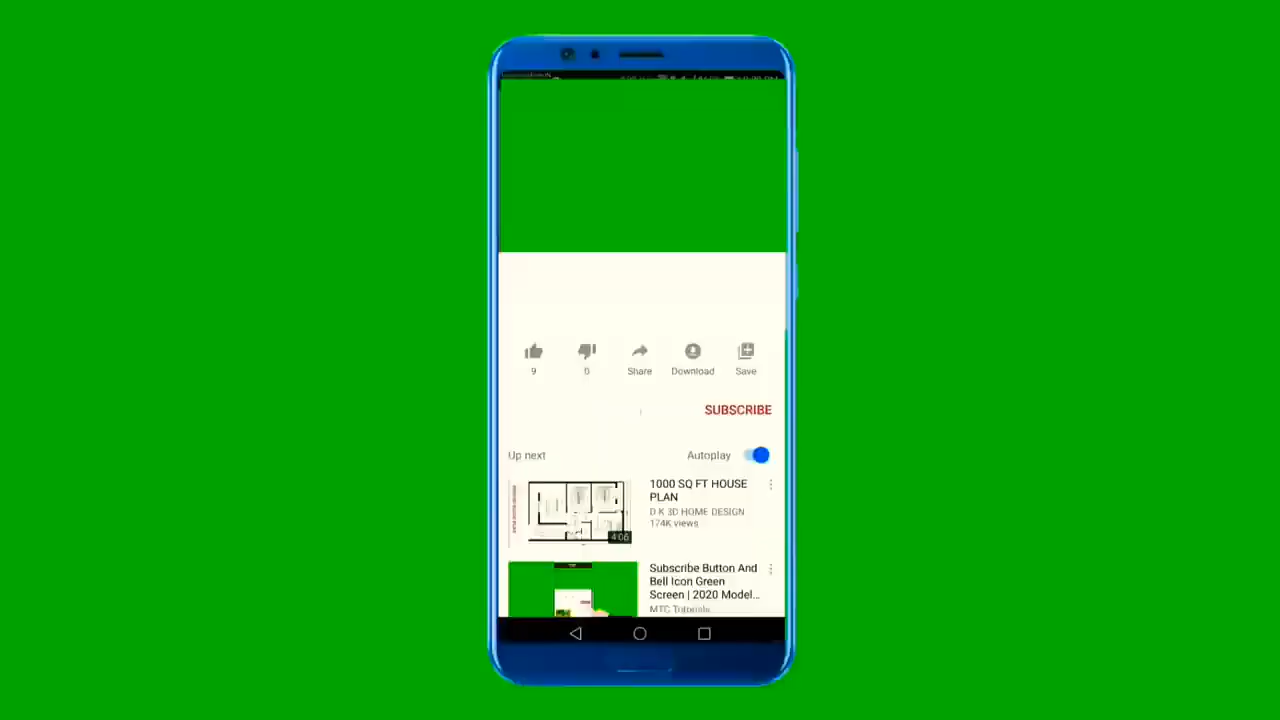 9
0
Share
Download
Save
SUBSCRIBE
Up next
Autoplay
1000 SQ FT HOUSE
PLAN
D K 3D HOME DESIGN
174K views
4:06
Subscribe Button And
Bell Icon Green
Screen | 2020 Model...
MTC Tutorials